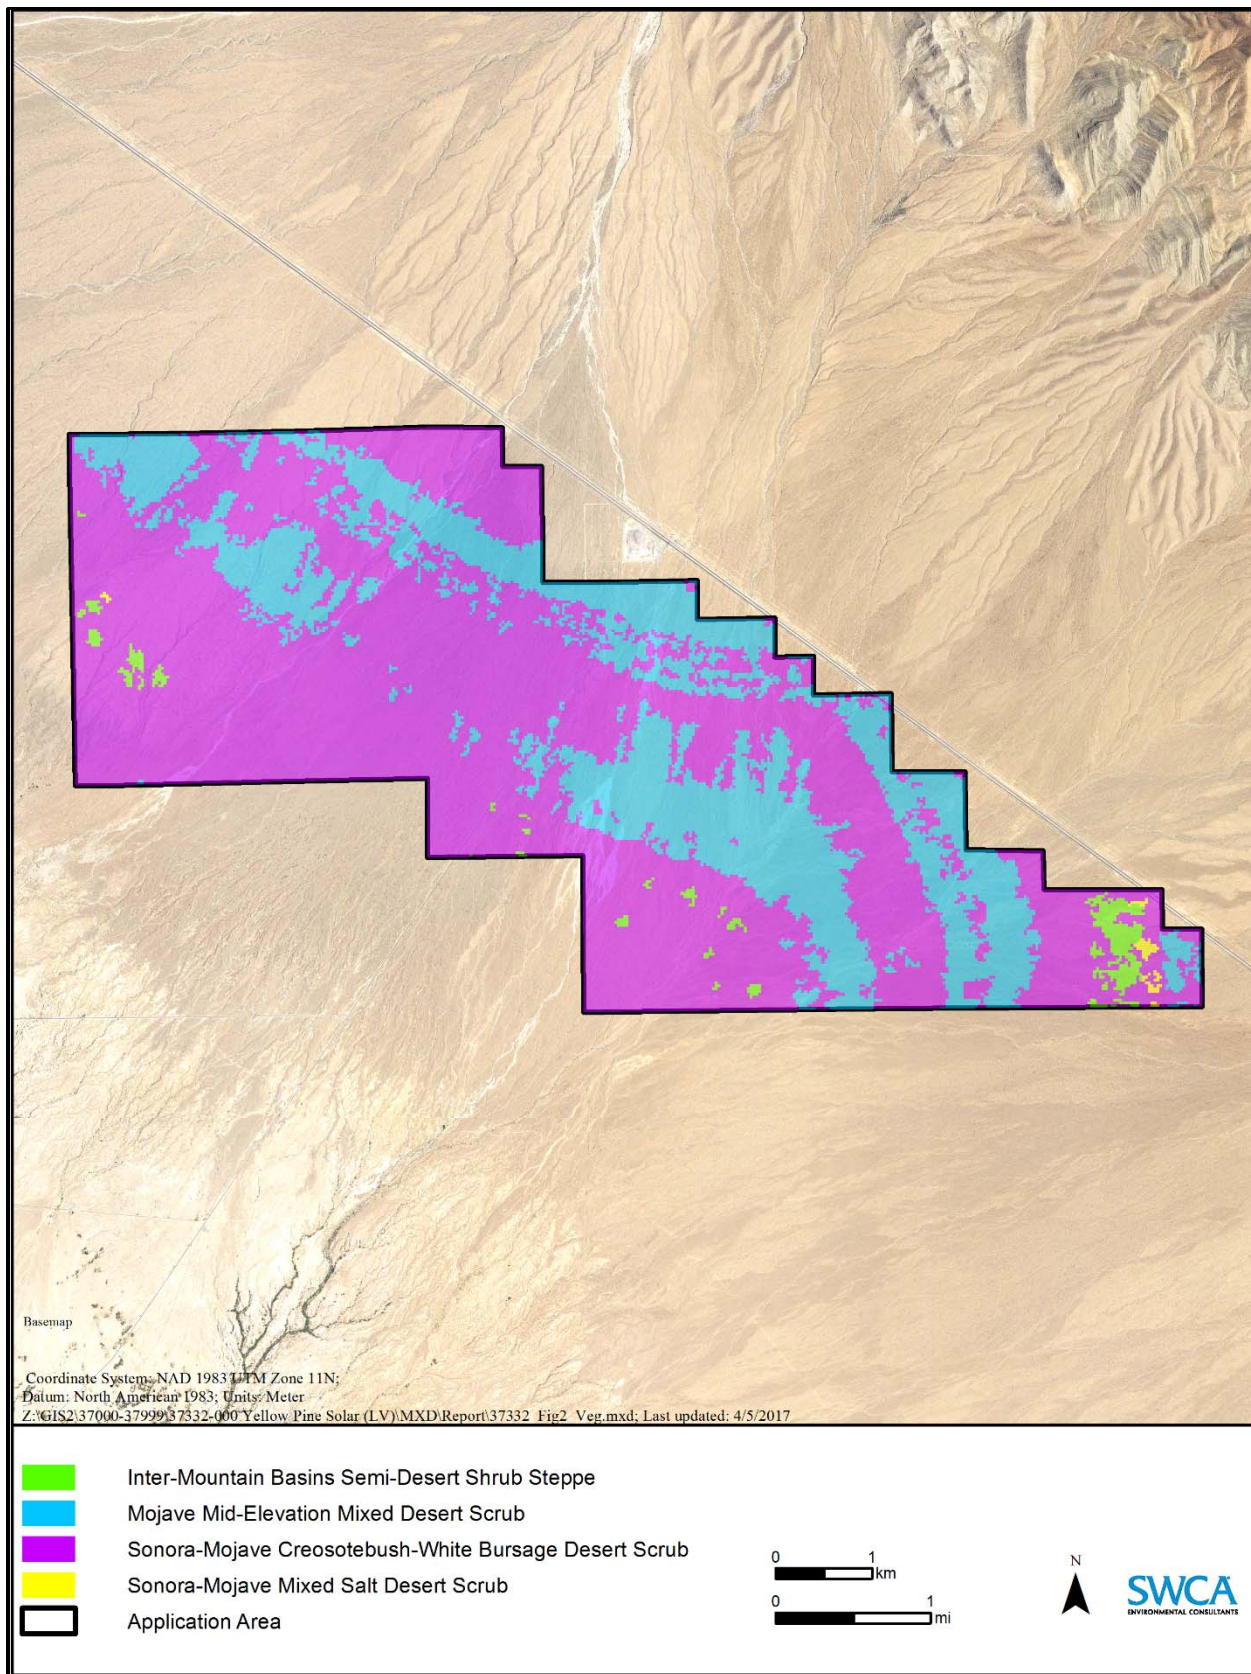 Basemap
Coordinate System: NAD 1983 UTM Zone 11N;
Datum: North American 1983; Units: Meter
Z:\GIS2\37000-37999\37332-000 Yellow Pine Solar (LV)\MXD\Report\37332_Fig2_Veg.mxd; Last updated: 4/5/2017
Inter-Mountain Basins Semi-Desert Shrub Steppe
Mojave Mid-Elevation Mixed Desert Scrub
Sonora-Mojave Creosotebush-White Bursage Desert Scrub
Sonora-Mojave Mixed Salt Desert Scrub
Application Area
0 1
km
0 1
mi
N
SWCA
ENVIRONMENTAL CONSULTANTS